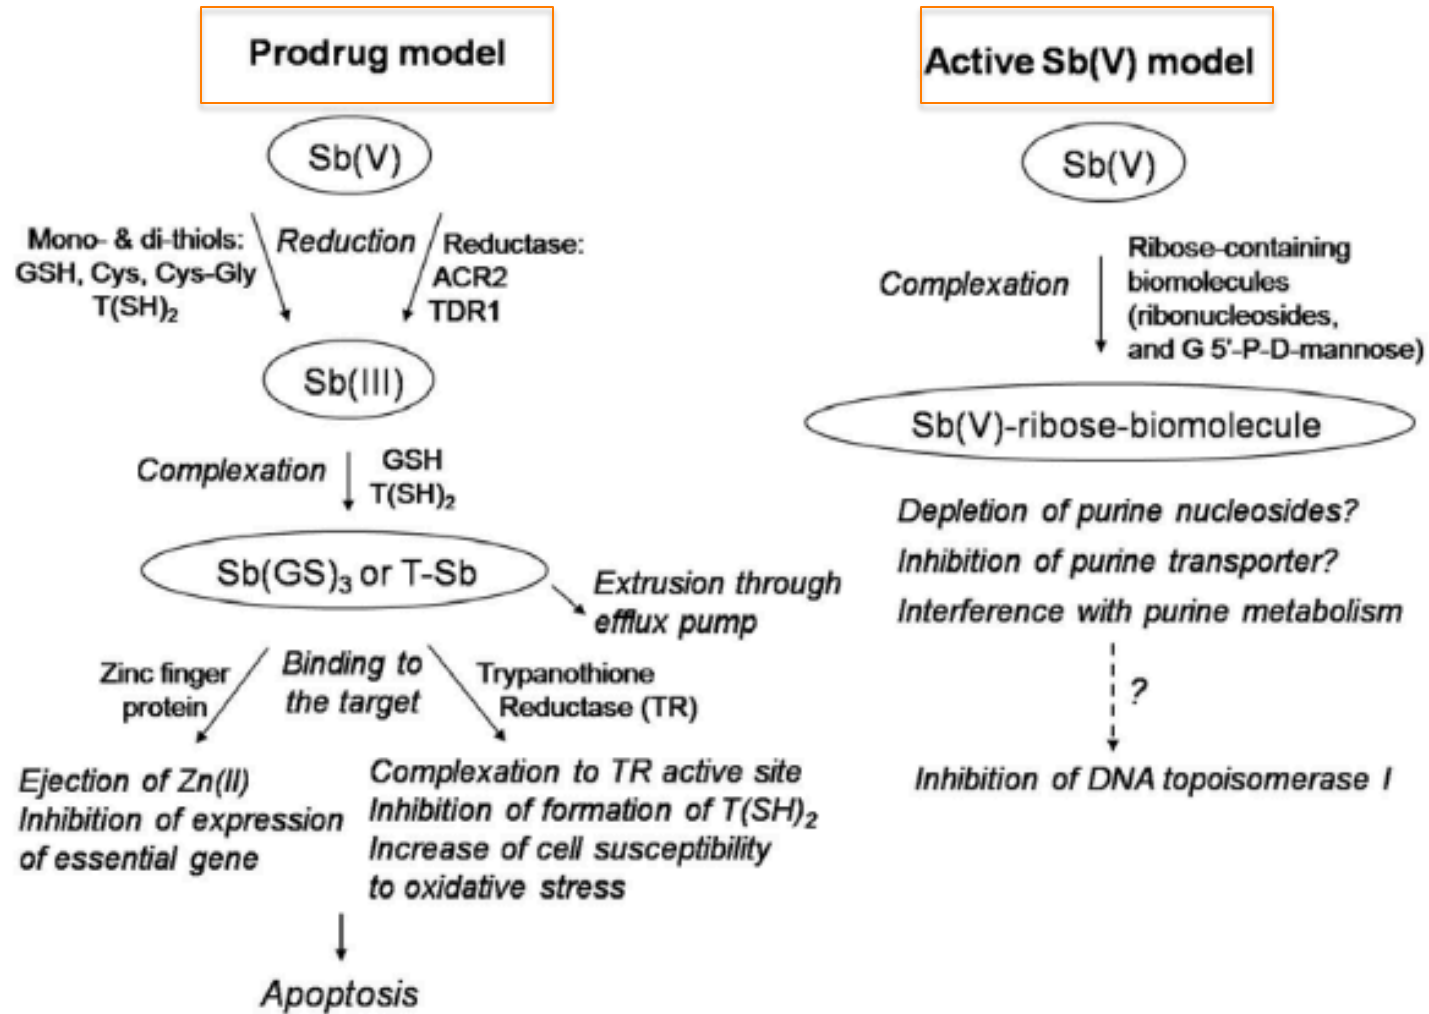 Prodrug model
Sb(V)
Mono- & di-thiols:
GSH, Cys, Cys-Gly
T(SH)₂
Reduction
Reductase:
ACR2
TDR1
Sb(III)
Complexation
GSH
T(SH)₂
Sb(GS)₃ or T-Sb
Extrusion through
efflux pump
Zinc finger
protein
Binding to
the target
Trypanothione
Reductase (TR)
Ejection of Zn(II)
Inhibition of expression
of essential gene
Complexation to TR active site
Inhibition of formation of T(SH)₂
Increase of cell susceptibility
to oxidative stress
Apoptosis
Active Sb(V) model
Sb(V)
Complexation
Ribose-containing
biomolecules
(ribonucleosides,
and G 5'-P-D-mannose)
Sb(V)-ribose-biomolecule
Depletion of purine nucleosides?
Inhibition of purine transporter?
Interference with purine metabolism
?
Inhibition of DNA topoisomerase I